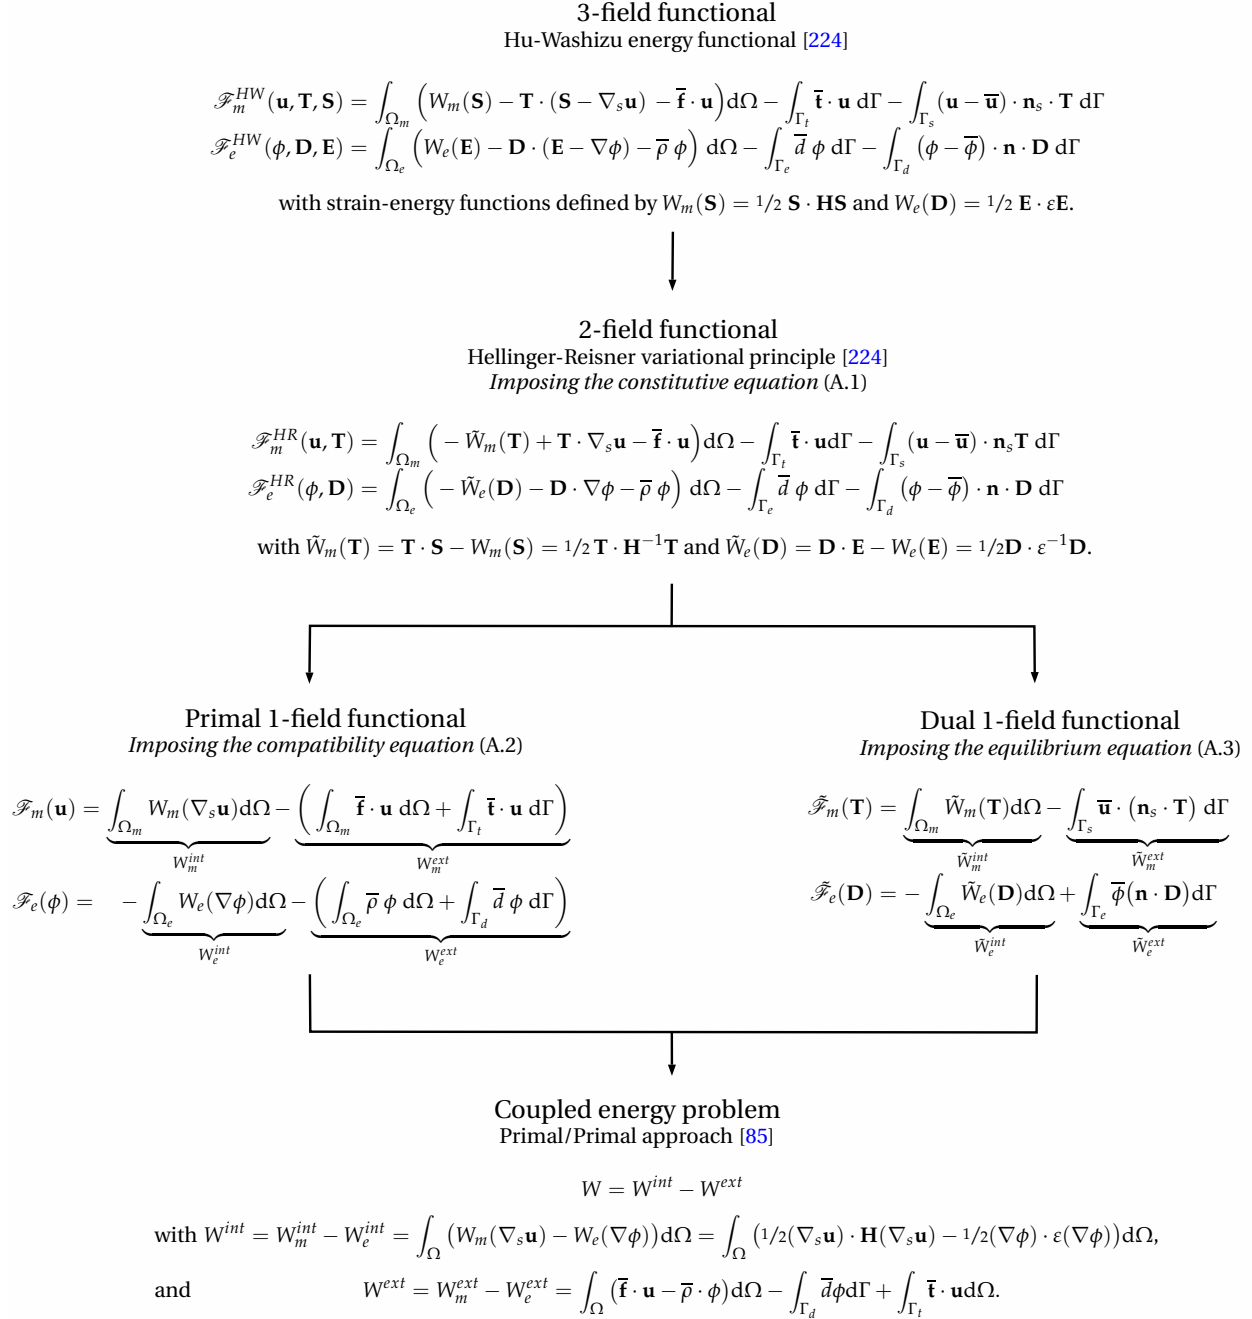 3-field functional
Hu-Washizu energy functional [224]
ℱ_m^{HW}(u, T, S) = ∫_{Ω_m} (W_m(S) − T · (S − ∇_s u) − f̅ · u) dΩ − ∫_{Γ_t} t̅ · u dΓ − ∫_{Γ_s} (u − u̅) · n_s · T dΓ
ℱ_e^{HW}(ϕ, D, E) = ∫_{Ω_e} (W_e(E) − D · (E − ∇ϕ) − ρ̅ ϕ) dΩ − ∫_{Γ_e} d̅ ϕ dΓ − ∫_{Γ_d} (ϕ − ϕ̅) · n · D dΓ
with strain-energy functions defined by W_m(S) = 1/2 S · HS and W_e(D) = 1/2 E · εE.
2-field functional
Hellinger-Reisner variational principle [224]
Imposing the constitutive equation (A.1)
ℱ_m^{HR}(u, T) = ∫_{Ω_m} (− W̃_m(T) + T · ∇_s u − f̅ · u) dΩ − ∫_{Γ_t} t̅ · u dΓ − ∫_{Γ_s} (u − u̅) · n_s T dΓ
ℱ_e^{HR}(ϕ, D) = ∫_{Ω_e} (− W̃_e(D) − D · ∇ϕ − ρ̅ ϕ) dΩ − ∫_{Γ_e} d̅ ϕ dΓ − ∫_{Γ_d} (ϕ − ϕ̅) · n · D dΓ
with W̃_m(T) = T · S − W_m(S) = 1/2 T · H^{−1}T and W̃_e(D) = D · E − W_e(E) = 1/2 D · ε^{−1}D.
Primal 1-field functional
Imposing the compatibility equation (A.2)
ℱ_m(u) = ∫_{Ω_m} W_m(∇_s u)dΩ − (∫_{Ω_m} f̅ · u dΩ + ∫_{Γ_t} t̅ · u dΓ)
W_m^{int} W_m^{ext}
ℱ_e(ϕ) = − ∫_{Ω_e} W_e(∇ϕ)dΩ − (∫_{Ω_e} ρ̅ ϕ dΩ + ∫_{Γ_d} d̅ ϕ dΓ)
W_e^{int} W_e^{ext}
Dual 1-field functional
Imposing the equilibrium equation (A.3)
ℱ̃_m(T) = ∫_{Ω_m} W̃_m(T)dΩ − ∫_{Γ_s} u̅ · (n_s · T) dΓ
W̃_m^{int} W̃_m^{ext}
ℱ̃_e(D) = − ∫_{Ω_e} W̃_e(D)dΩ + ∫_{Γ_e} ϕ̅(n · D)dΓ
W̃_e^{int} W̃_e^{ext}
Coupled energy problem
Primal/Primal approach [85]
W = W^{int} − W^{ext}
with W^{int} = W_m^{int} − W_e^{int} = ∫_Ω (W_m(∇_s u) − W_e(∇ϕ))dΩ = ∫_Ω (1/2(∇_s u) · H(∇_s u) − 1/2(∇ϕ) · ε(∇ϕ))dΩ,
and W^{ext} = W_m^{ext} − W_e^{ext} = ∫_Ω (f̅ · u − ρ̅ · ϕ)dΩ − ∫_{Γ_d} d̅ϕdΓ + ∫_{Γ_t} t̅ · udΩ.